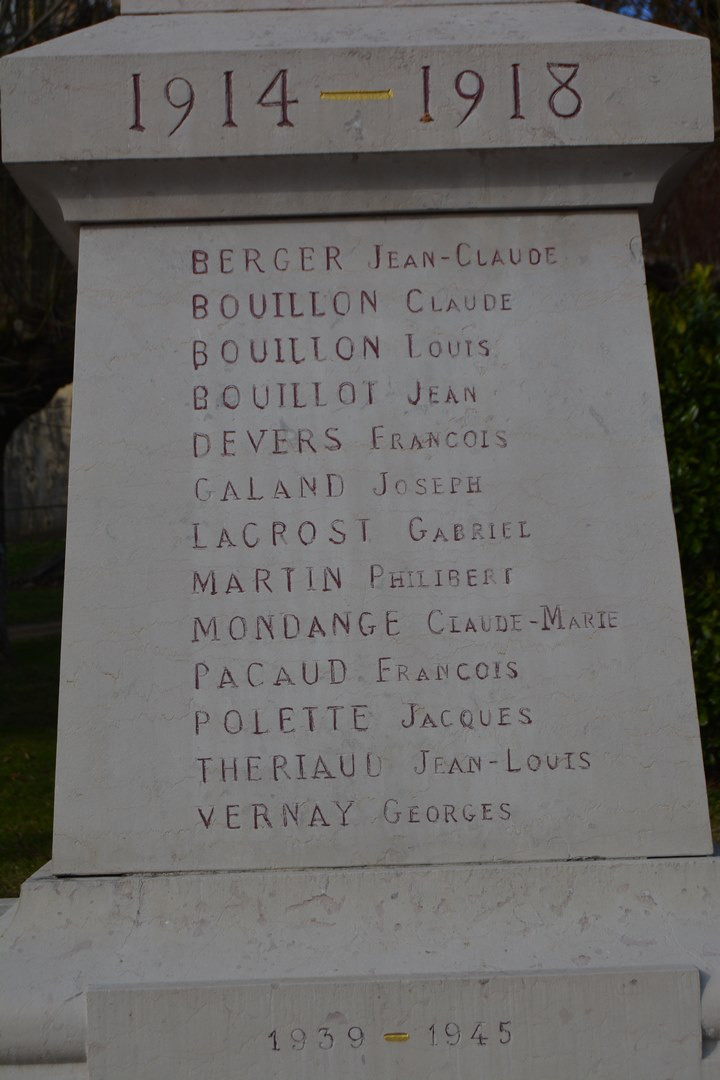 1914 — 1918
BERGER JEAN-CLAUDE
BOUILLON CLAUDE
BOUILLON LOUIS
BOUILLOT JEAN
DEVERS FRANCOIS
GALAND JOSEPH
LACROST GABRIEL
MARTIN PHILIBERT
MONDANGE CLAUDE-MARIE
PACAUD FRANCOIS
POLETTE JACQUES
THERIAUD JEAN-LOUIS
VERNAY GEORGES
1939 – 1945